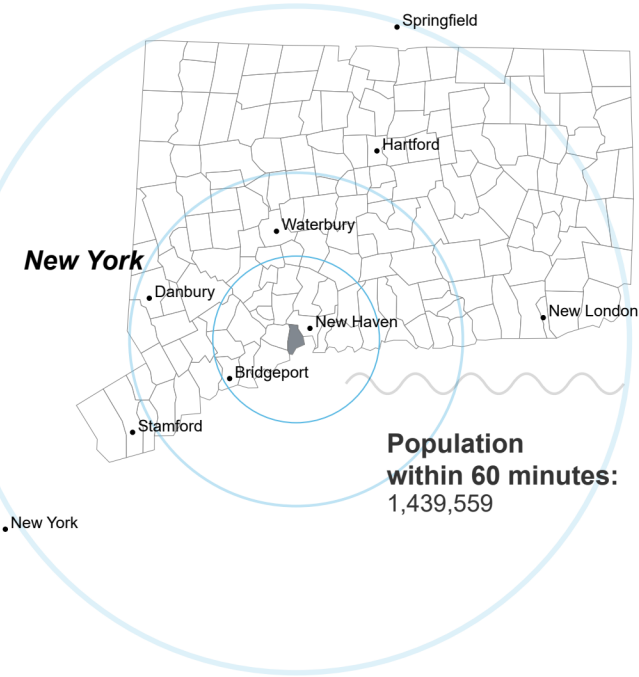 Springfield
Hartford
Waterbury
New York
Danbury
New London
New Haven
Bridgeport
Stamford
Population
within 60 minutes:
1,439,559
New York